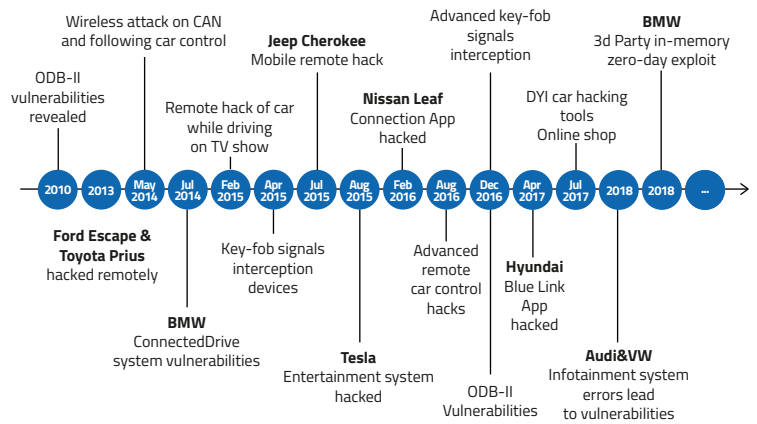 Wireless attack on CAN
and following car control
Jeep Cherokee
Mobile remote hack
Advanced key-fob
signals
interception
BMW
3d Party in-memory
zero-day exploit
ODB-II
vulnerabilities
revealed
Remote hack of car
while driving
on TV show
Nissan Leaf
Connection App
hacked
DYI car hacking
tools
Online shop
2010
2013
May
2014
Jul
2014
Feb
2015
Apr
2015
Jul
2015
Aug
2015
Feb
2016
Aug
2016
Dec
2016
Apr
2017
Jul
2017
2018
2018
...
Ford Escape &
Toyota Prius
hacked remotely
Key-fob signals
interception
devices
Advanced
remote
car control
hacks
Hyundai
Blue Link
App
hacked
BMW
ConnectedDrive
system vulnerabilities
Tesla
Entertainment system
hacked
ODB-II
Vulnerabilities
Audi&VW
Infotainment system
errors lead
to vulnerabilities